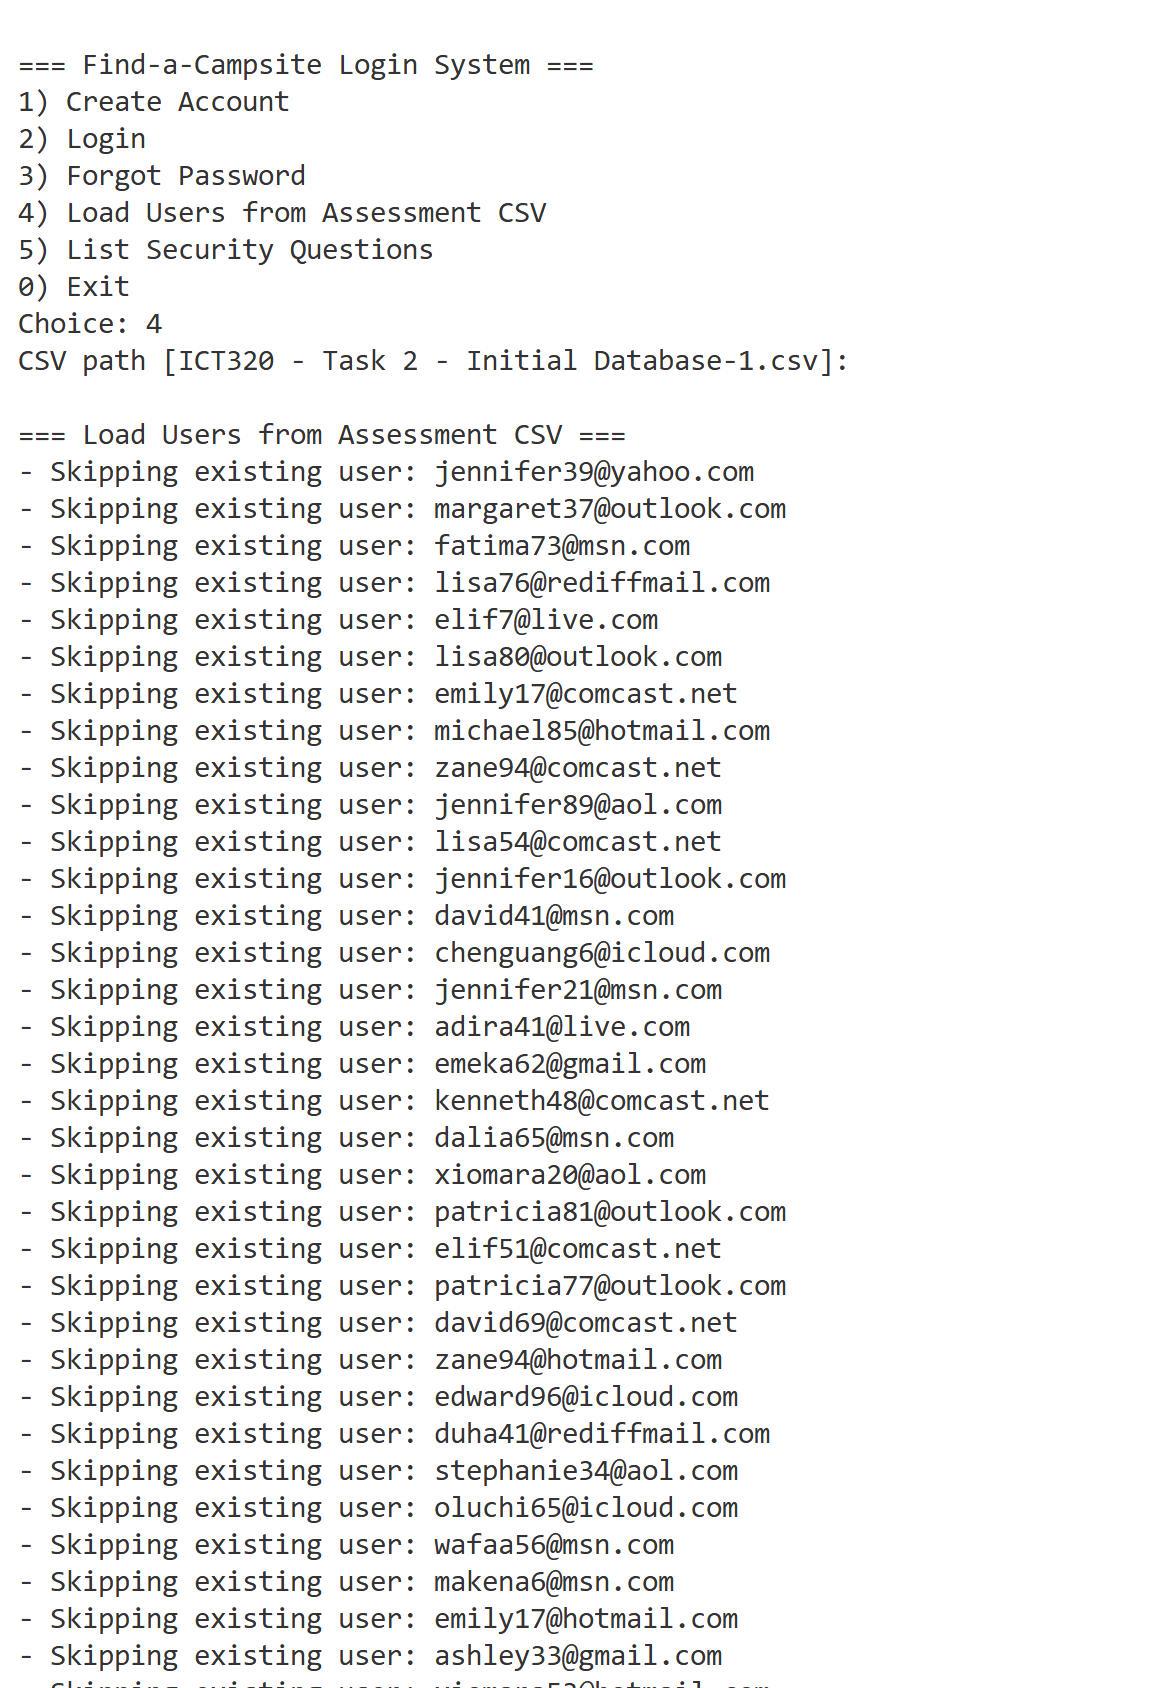 === Find-a-Campsite Login System ===
1) Create Account
2) Login
3) Forgot Password
4) Load Users from Assessment CSV
5) List Security Questions
0) Exit
Choice: 4
CSV path [ICT320 - Task 2 - Initial Database-1.csv]:
=== Load Users from Assessment CSV ===
- Skipping existing user: jennifer39@yahoo.com
- Skipping existing user: margaret37@outlook.com
- Skipping existing user: fatima73@msn.com
- Skipping existing user: lisa76@rediffmail.com
- Skipping existing user: elif7@live.com
- Skipping existing user: lisa80@outlook.com
- Skipping existing user: emily17@comcast.net
- Skipping existing user: michael85@hotmail.com
- Skipping existing user: zane94@comcast.net
- Skipping existing user: jennifer89@aol.com
- Skipping existing user: lisa54@comcast.net
- Skipping existing user: jennifer16@outlook.com
- Skipping existing user: david41@msn.com
- Skipping existing user: chenguang6@icloud.com
- Skipping existing user: jennifer21@msn.com
- Skipping existing user: adira41@live.com
- Skipping existing user: emeka62@gmail.com
- Skipping existing user: kenneth48@comcast.net
- Skipping existing user: dalia65@msn.com
- Skipping existing user: xiomara20@aol.com
- Skipping existing user: patricia81@outlook.com
- Skipping existing user: elif51@comcast.net
- Skipping existing user: patricia77@outlook.com
- Skipping existing user: david69@comcast.net
- Skipping existing user: zane94@hotmail.com
- Skipping existing user: edward96@icloud.com
- Skipping existing user: duha41@rediffmail.com
- Skipping existing user: stephanie34@aol.com
- Skipping existing user: oluchi65@icloud.com
- Skipping existing user: wafaa56@msn.com
- Skipping existing user: makena6@msn.com
- Skipping existing user: emily17@hotmail.com
- Skipping existing user: ashley33@gmail.com
- Skipping existing user: